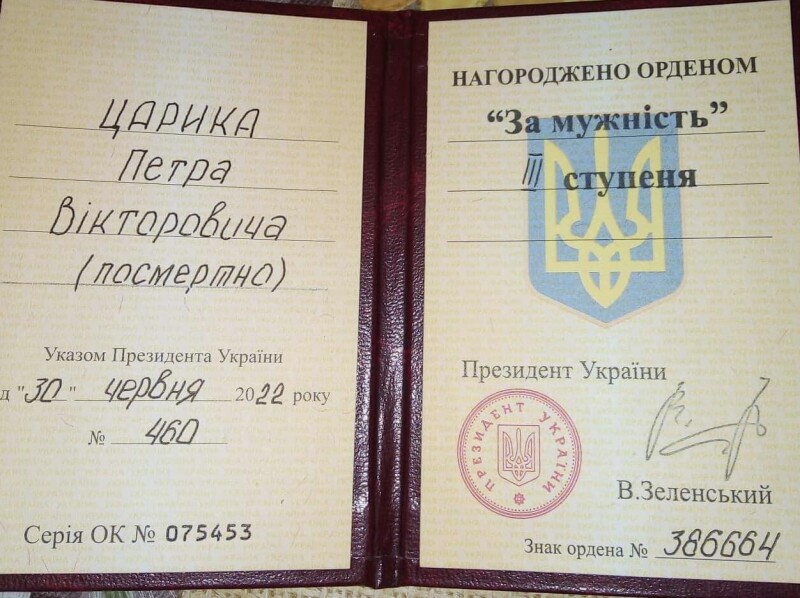 ЦАРИКА
Петра
Вікторовича
(посмертно)
Указом Президента України
д "30" червня 2022 року
№ 460
Серія ОК № 075453
НАГОРОДЖЕНО ОРДЕНОМ
“За мужність”
III ступеня
Президент України
ПРЕЗИДЕНТ УКРАЇНИ
В.Зеленський
Знак ордена № 386664